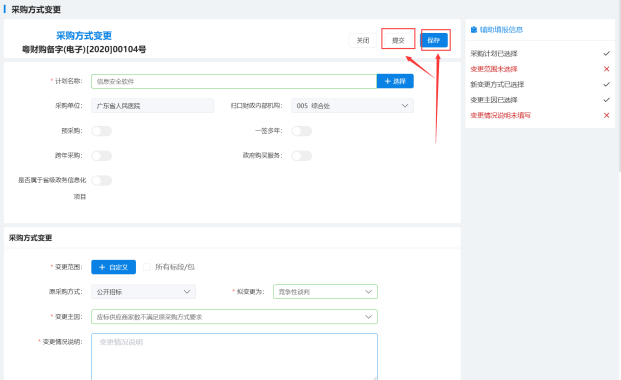 采购方式变更
采购方式变更
粤财购备字(电子)[2020]00104号
关闭 提交 保存
* 计划名称: 信息安全软件 + 选择
采购单位: 广东省人民医院 归口财政内部机构: 005 综合处
预采购: 一签多年:
跨年采购: 政府购买服务:
是否属于省级政务信息化
项目
采购方式变更
* 变更范围: + 自定义 所有标段/包
原采购方式: 公开招标 * 拟变更为: 竞争性谈判
* 变更主因: 应标供应商家数不满足原采购方式要求
* 变更情况说明: 变更情况说明
辅助填报信息
采购计划已选择
变更范围未选择
新变更方式已选择
变更主因已选择
变更情况说明未填写